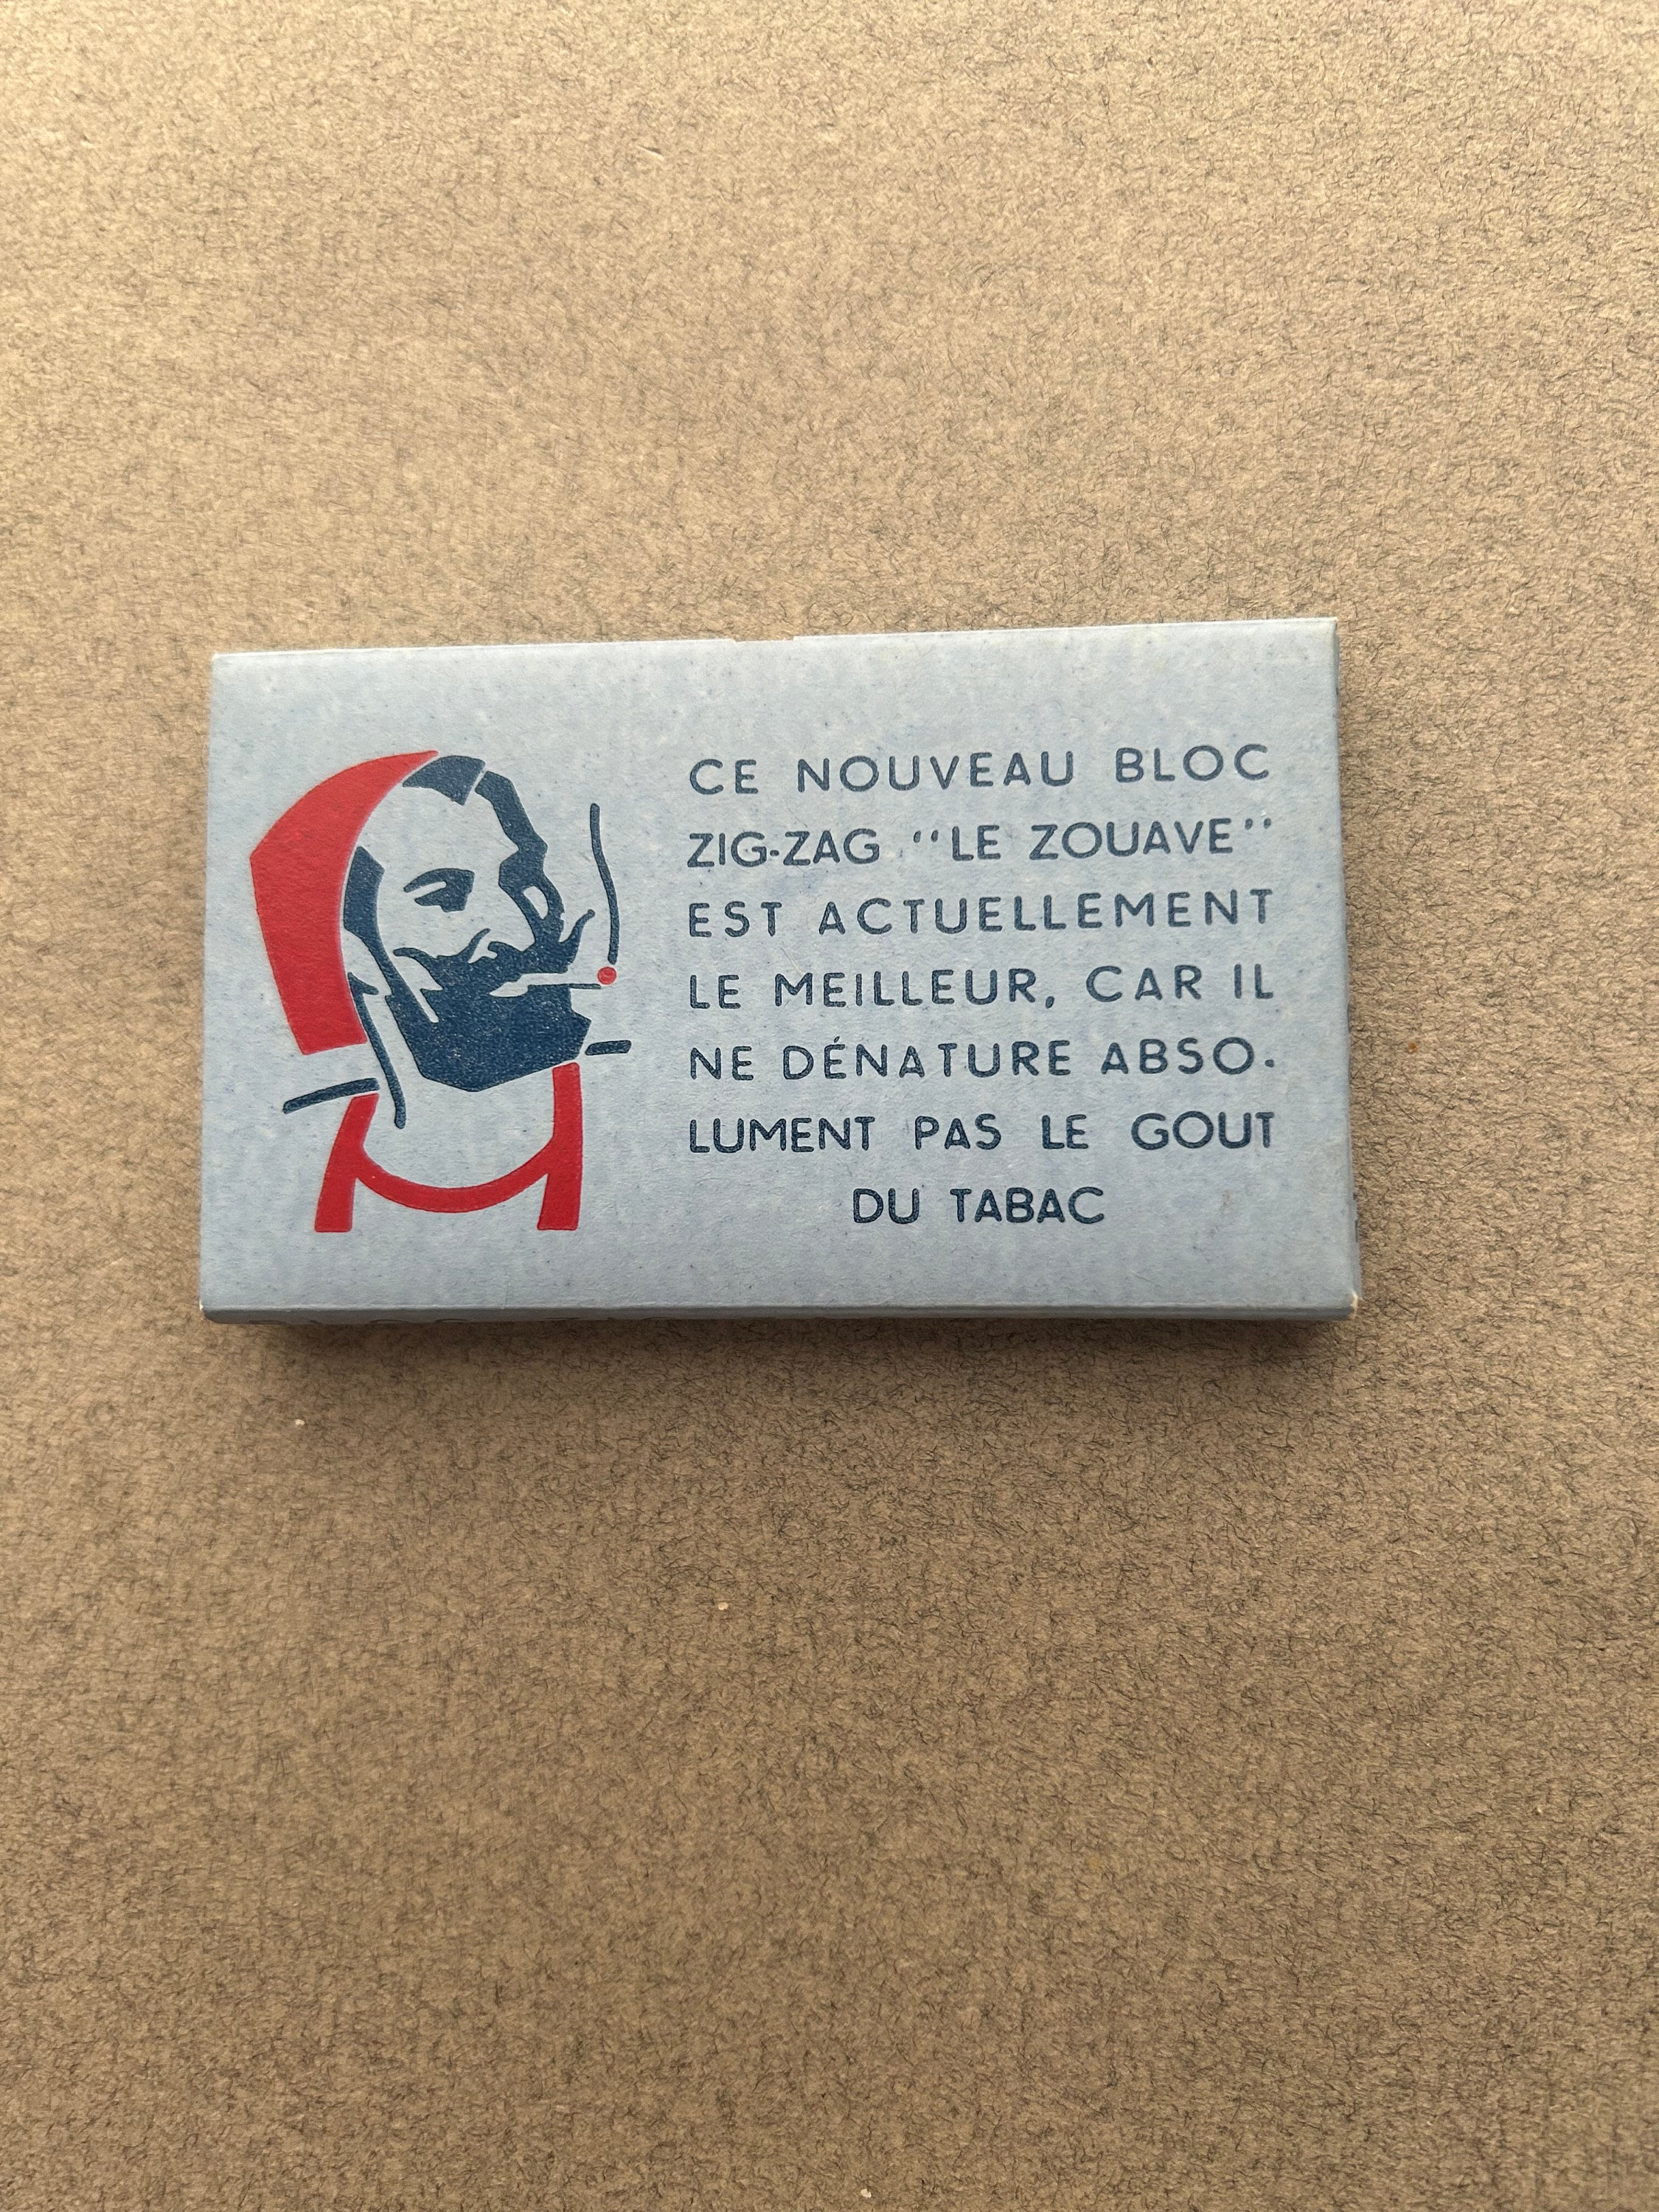 CE NOUVEAU BLOC
ZIG-ZAG "LE ZOUAVE"
EST ACTUELLEMENT
LE MEILLEUR, CAR IL
NE DÉNATURE ABSO-
LUMENT PAS LE GOUT
DU TABAC